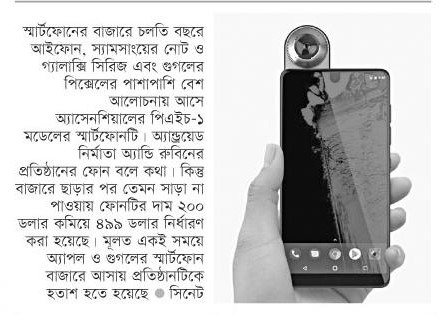 স্মার্টফোনের বাজারে চলতি বছরে
আইফোন, স্যামসাংয়ের নোট ও
গ্যালাক্সি সিরিজ এবং গুগলের
পিক্সেলের পাশাপাশি বেশ
আলোচনায় আসে
অ্যাসেনশিয়ালের পিএইচ-১
মডেলের স্মার্টফোনটি। অ্যান্ড্রয়েড
নির্মাতা অ্যান্ডি রুবিনের
প্রতিষ্ঠানের ফোন বলে কথা। কিন্তু
বাজারে ছাড়ার পর তেমন সাড়া না
পাওয়ায় ফোনটির দাম ২০০
ডলার কমিয়ে ৪৯৯ ডলার নির্ধারণ
করা হয়েছে। মূলত একই সময়ে
অ্যাপল ও গুগলের স্মার্টফোন
বাজারে আসায় প্রতিষ্ঠানটিকে
হতাশ হতে হয়েছে ● সিনেট